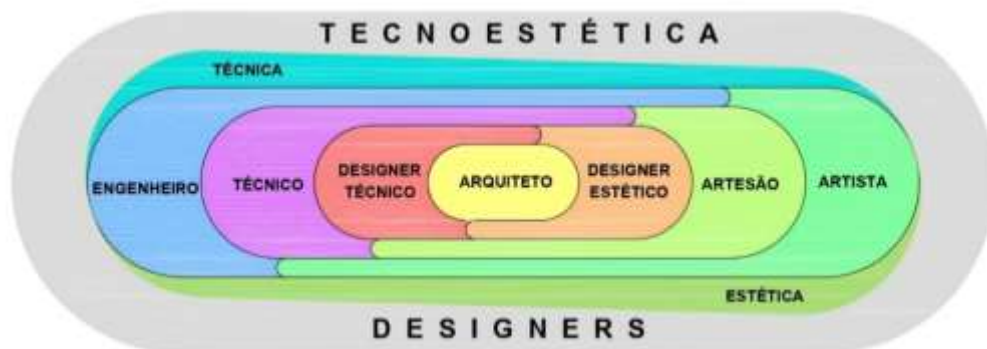 TECNOESTÉTICA
TÉCNICA
ENGENHEIRO
TÉCNICO
DESIGNER
TÉCNICO
ARQUITETO
DESIGNER
ESTÉTICO
ARTESÃO
ARTISTA
ESTÉTICA
DESIGNERS